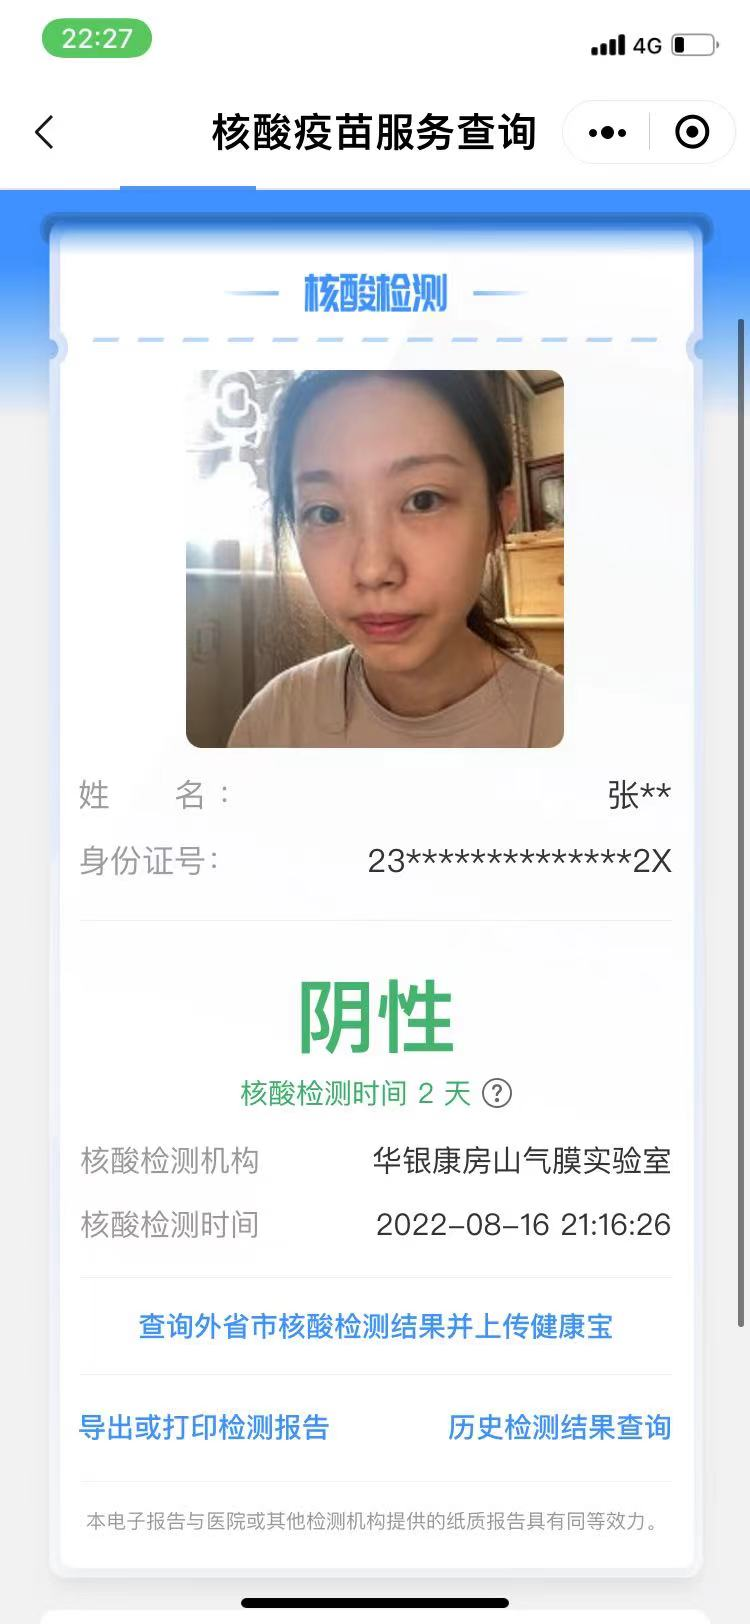 22:27
4G
核酸疫苗服务查询
核酸检测
姓 名：
张**
身份证号：
23**************2X
阴性
核酸检测时间 2 天 ?
核酸检测机构
华银康房山气膜实验室
核酸检测时间
2022-08-16 21:16:26
查询外省市核酸检测结果并上传健康宝
导出或打印检测报告
历史检测结果查询
本电子报告与医院或其他检测机构提供的纸质报告具有同等效力。